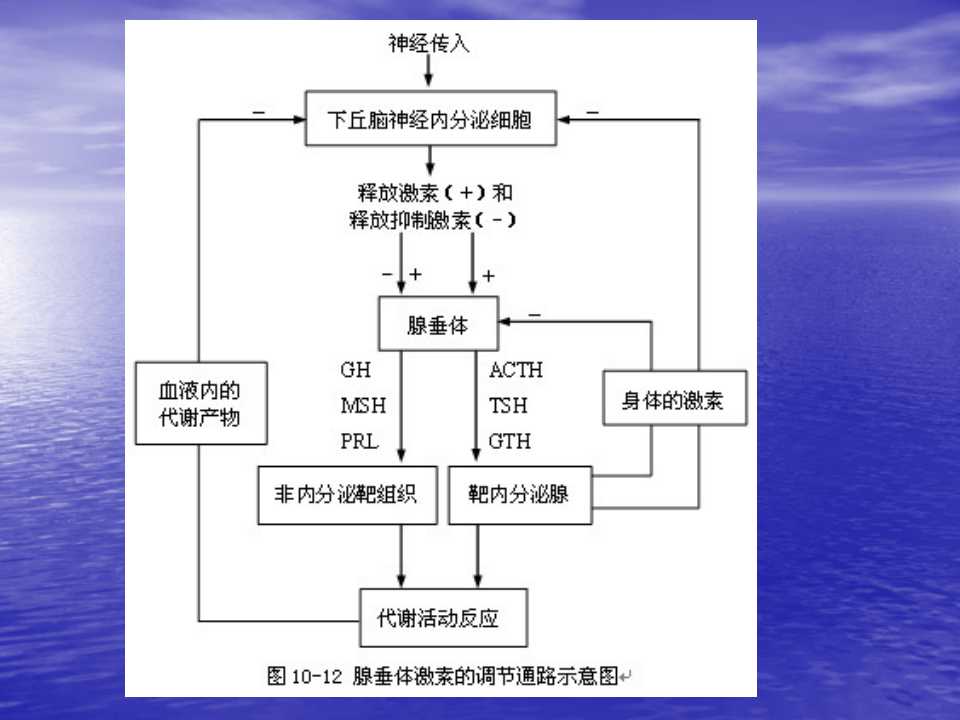 神经传入
−
−
下丘脑神经内分泌细胞
释放激素(+)和
释放抑制激素(-)
- +
+
腺垂体
−
GH
ACTH
血液内的
代谢产物
MSH
TSH
身体的激素
PRL
GTH
非内分泌靶组织
靶内分泌腺
代谢活动反应
图 10-12 腺垂体激素的调节通路示意图↵